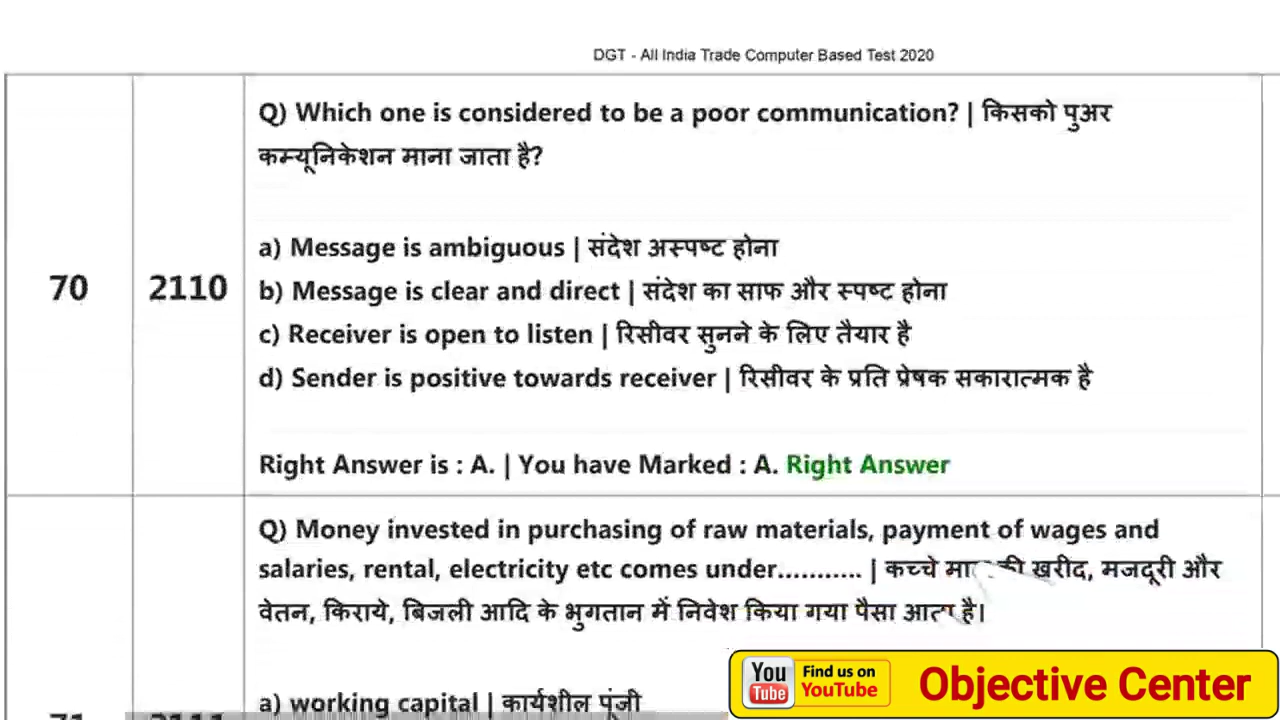 DGT - All India Trade Computer Based Test 2020
Q) Which one is considered to be a poor communication? | किसको पुअर
कम्यूनिकेशन माना जाता है?
a) Message is ambiguous | संदेश अस्पष्ट होना
70
2110
b) Message is clear and direct | संदेश का साफ और स्पष्ट होना
c) Receiver is open to listen | रिसीवर सुनने के लिए तैयार है
d) Sender is positive towards receiver | रिसीवर के प्रति प्रेषक सकारात्मक है
Right Answer is : A. | You have Marked : A. Right Answer
Q) Money invested in purchasing of raw materials, payment of wages and
salaries, rental, electricity etc comes under........... | कच्चे की खरीद, मजदूरी और
वेतन, किराये, बिजली आदि के भुगतान में निवेश किया गया पैसा आता है।
a) working capital | कार्यशील पूंजी
You Tube
Find us on
YouTube
Objective Center